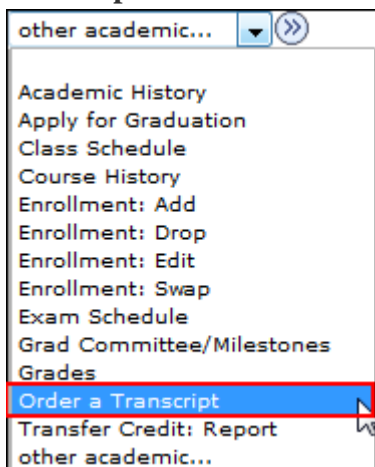 other academic...
Academic History
Apply for Graduation
Class Schedule
Course History
Enrollment: Add
Enrollment: Drop
Enrollment: Edit
Enrollment: Swap
Exam Schedule
Grad Committee/Milestones
Grades
Order a Transcript
Transfer Credit: Report
other academic...